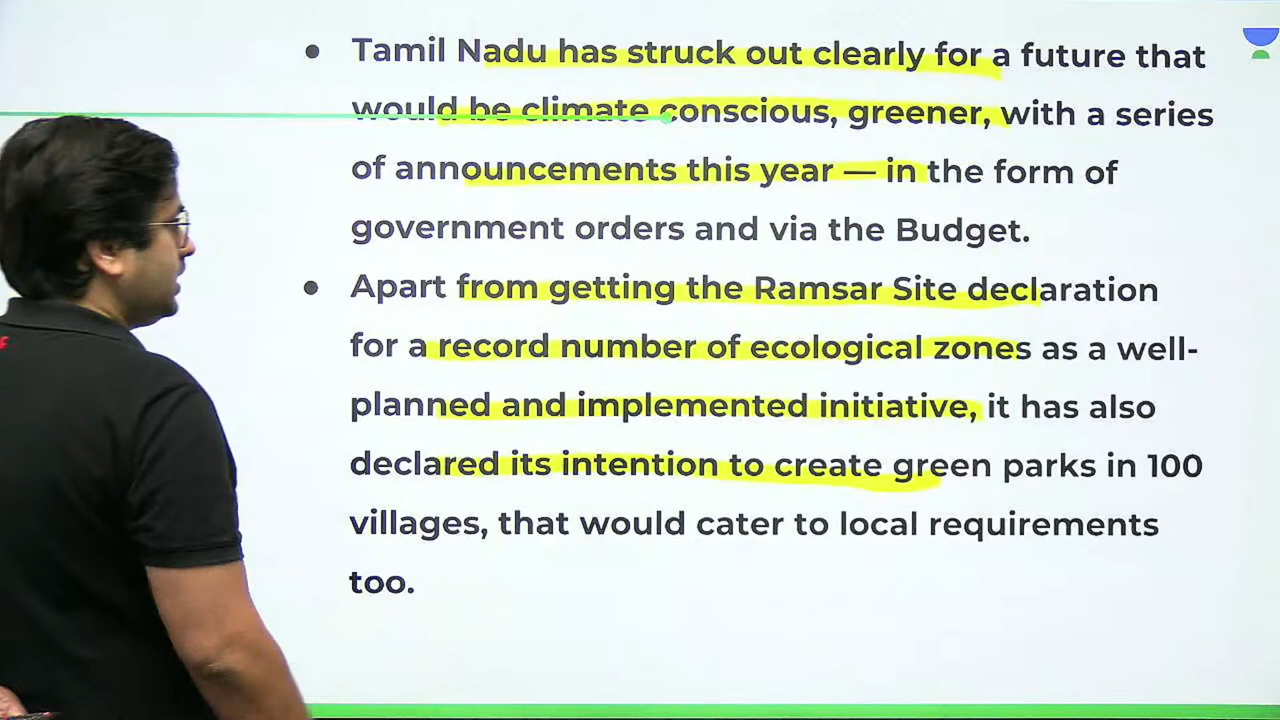 • Tamil Nadu has struck out clearly for a future that
would be climate conscious, greener, with a series
of announcements this year — in the form of
government orders and via the Budget.
• Apart from getting the Ramsar Site declaration
for a record number of ecological zones as a well-
planned and implemented initiative, it has also
declared its intention to create green parks in 100
villages, that would cater to local requirements
too.